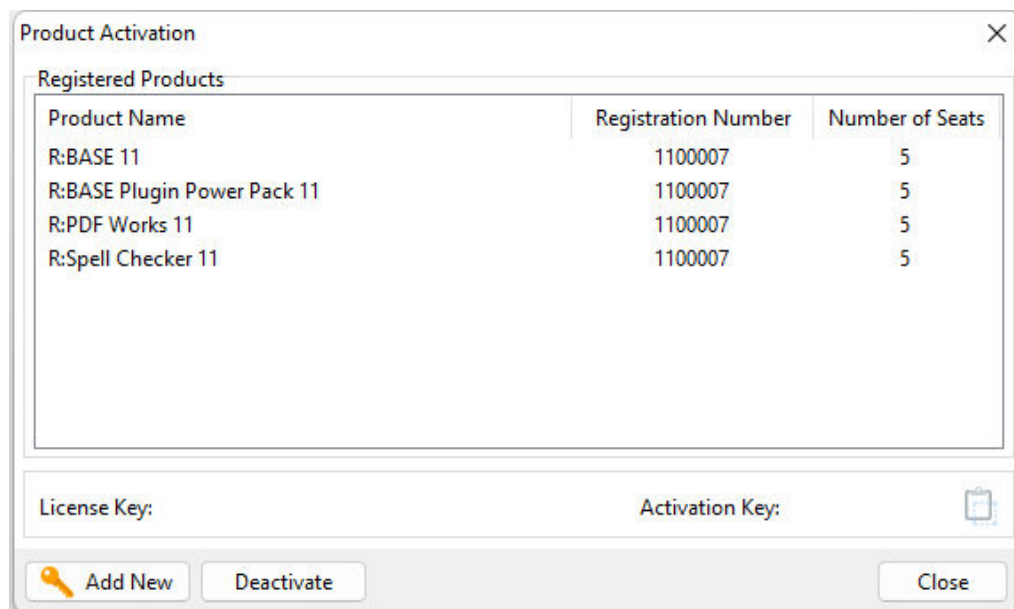 Product Activation
Registered Products
Product Name Registration Number Number of Seats
R:BASE 11 1100007 5
R:BASE Plugin Power Pack 11 1100007 5
R:PDF Works 11 1100007 5
R:Spell Checker 11 1100007 5
License Key: Activation Key:
Add New Deactivate Close